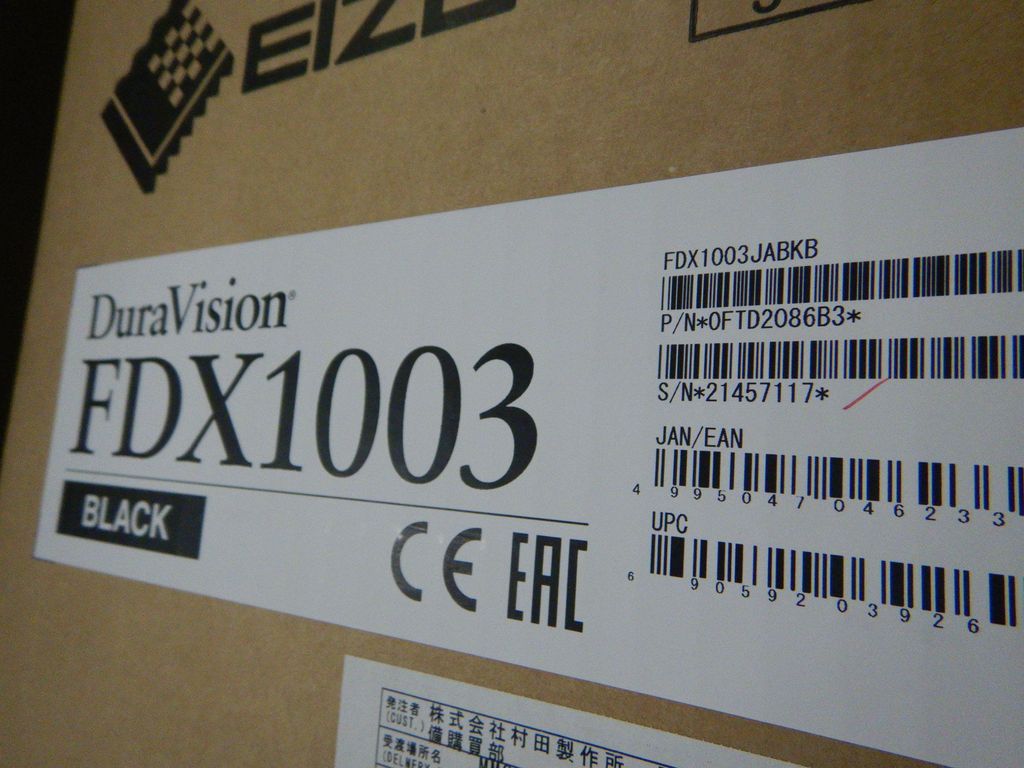 DuraVision®
FDX1003
BLACK
CE EAC
FDX1003JABKB
P/N*0FTD2086B3*
S/N*21457117*
JAN/EAN
4 995047 046233
UPC
6 90592 03926
発注者 株式会社村田製作所
(CUST.) 備購買部
受渡場所名